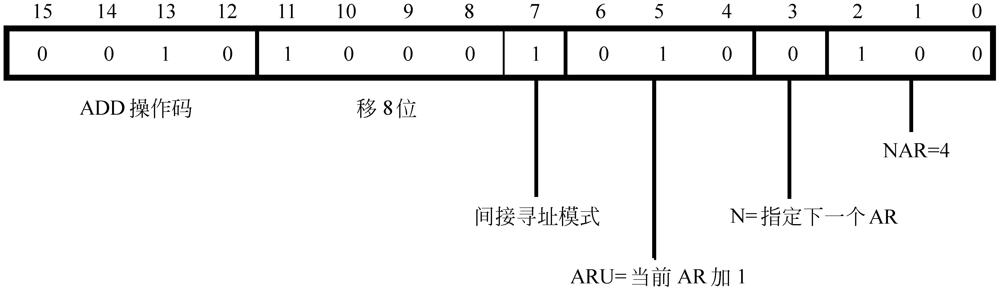 15 14 13 12 11 10 9 8 7 6 5 4 3 2 1 0
0 0 1 0 1 0 0 0 1 0 1 0 0 1 0 0
ADD 操作码 移 8 位
NAR=4
间接寻址模式 N= 指定下一个 AR
ARU= 当前 AR 加 1